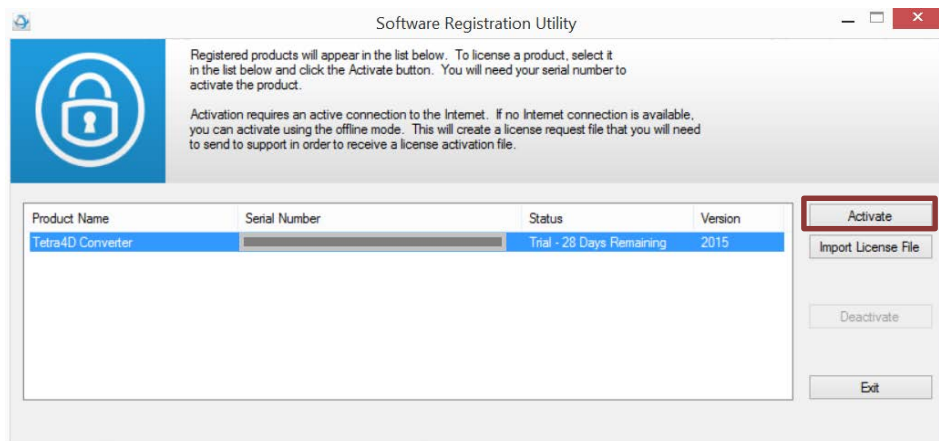 Software Registration Utility
Registered products will appear in the list below. To license a product, select it
in the list below and click the Activate button. You will need your serial number to
activate the product.
Activation requires an active connection to the Internet. If no Internet connection is available,
you can activate using the offline mode. This will create a license request file that you will need
to send to support in order to receive a license activation file.
Product Name Serial Number Status Version
Tetra4D Converter Trial - 28 Days Remaining 2015
Activate
Import License File
Deactivate
Exit